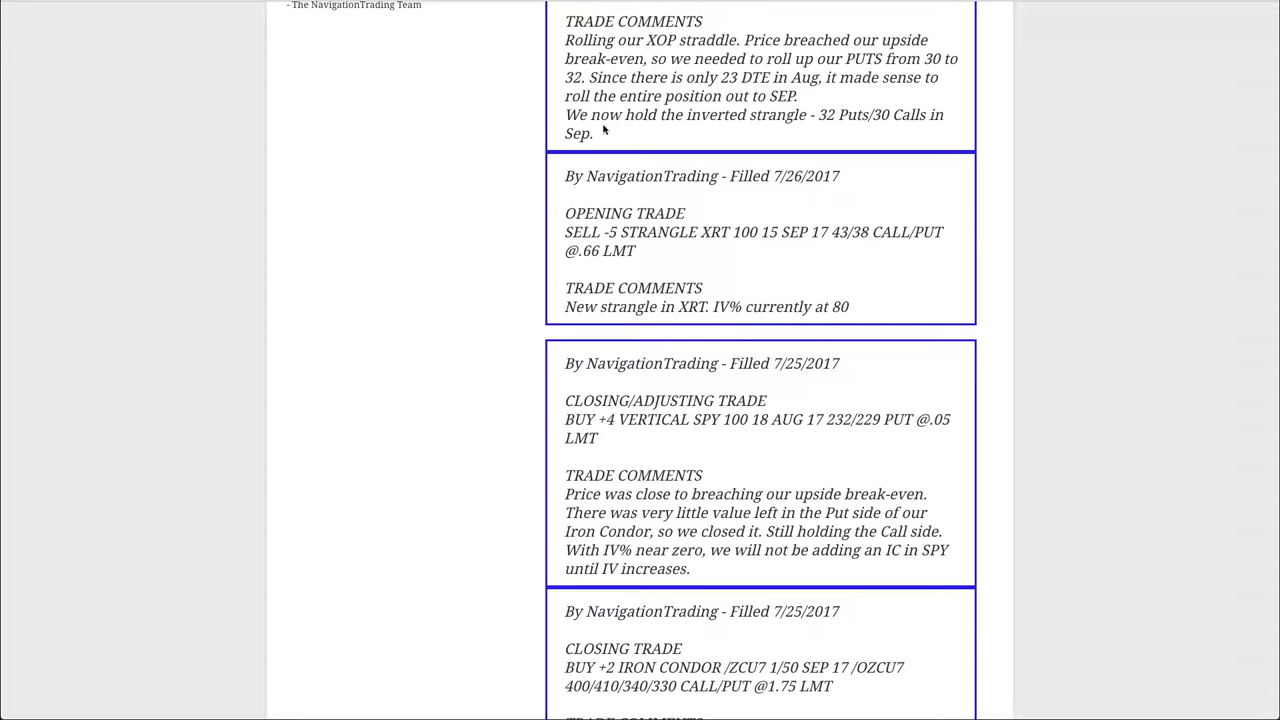 - The NavigationTrading Team
TRADE COMMENTS
Rolling our XOP straddle. Price breached our upside
break-even, so we needed to roll up our PUTS from 30 to
32. Since there is only 23 DTE in Aug, it made sense to
roll the entire position out to SEP.
We now hold the inverted strangle - 32 Puts/30 Calls in
Sep.
By NavigationTrading - Filled 7/26/2017
OPENING TRADE
SELL -5 STRANGLE XRT 100 15 SEP 17 43/38 CALL/PUT
@.66 LMT
TRADE COMMENTS
New strangle in XRT. IV% currently at 80
By NavigationTrading - Filled 7/25/2017
CLOSING/ADJUSTING TRADE
BUY +4 VERTICAL SPY 100 18 AUG 17 232/229 PUT @.05
LMT
TRADE COMMENTS
Price was close to breaching our upside break-even.
There was very little value left in the Put side of our
Iron Condor, so we closed it. Still holding the Call side.
With IV% near zero, we will not be adding an IC in SPY
until IV increases.
By NavigationTrading - Filled 7/25/2017
CLOSING TRADE
BUY +2 IRON CONDOR /ZCU7 1/50 SEP 17 /OZCU7
400/410/340/330 CALL/PUT @1.75 LMT
TRADE COMMENTS